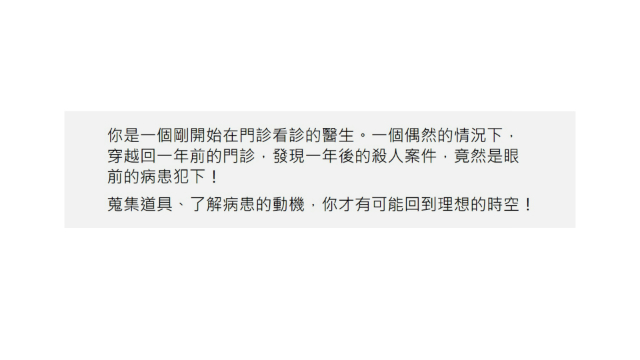 你是一個剛開始在門診看診的醫生。一個偶然的情況下，
穿越回一年前的門診，發現一年後的殺人案件，竟然是眼
前的病患犯下！
蒐集道具、了解病患的動機，你才有可能回到理想的時空！